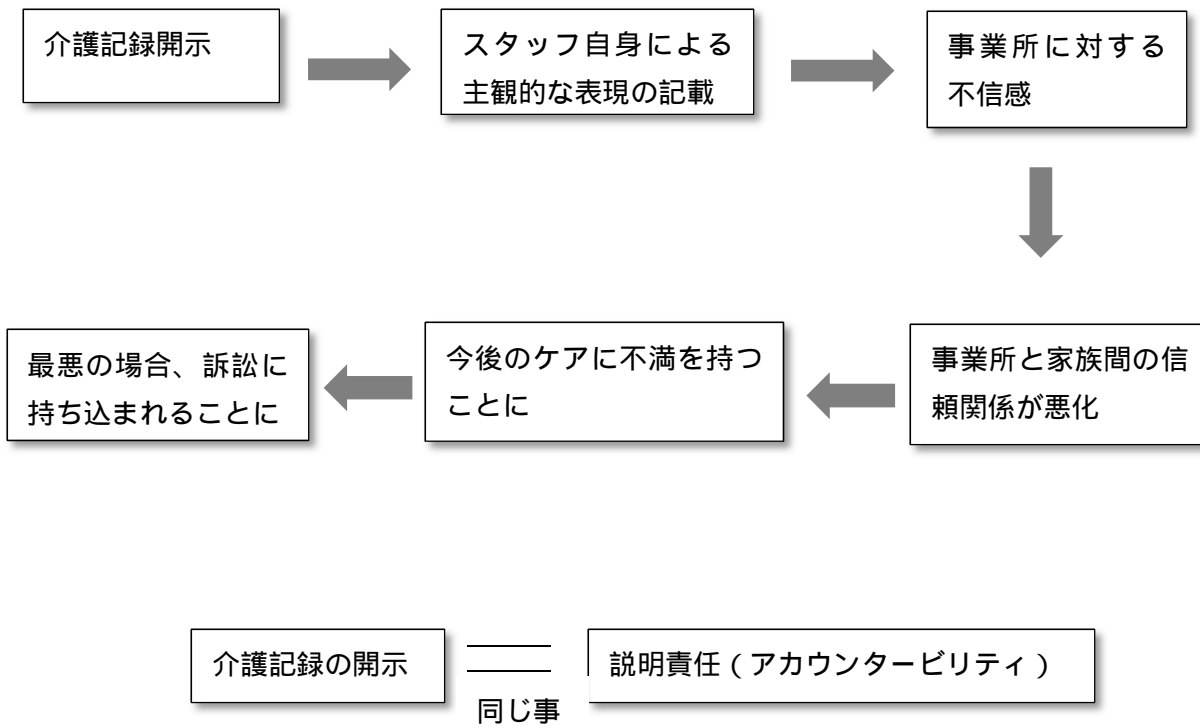 介護記録開示
スタッフ自身による
主観的な表現の記載
事業所に対する
不信感
事業所と家族間の信
頼関係が悪化
今後のケアに不満を持つ
ことに
最悪の場合、訴訟に
持ち込まれることに
介護記録の開示
説明責任（アカウンタービリティ）
同じ事